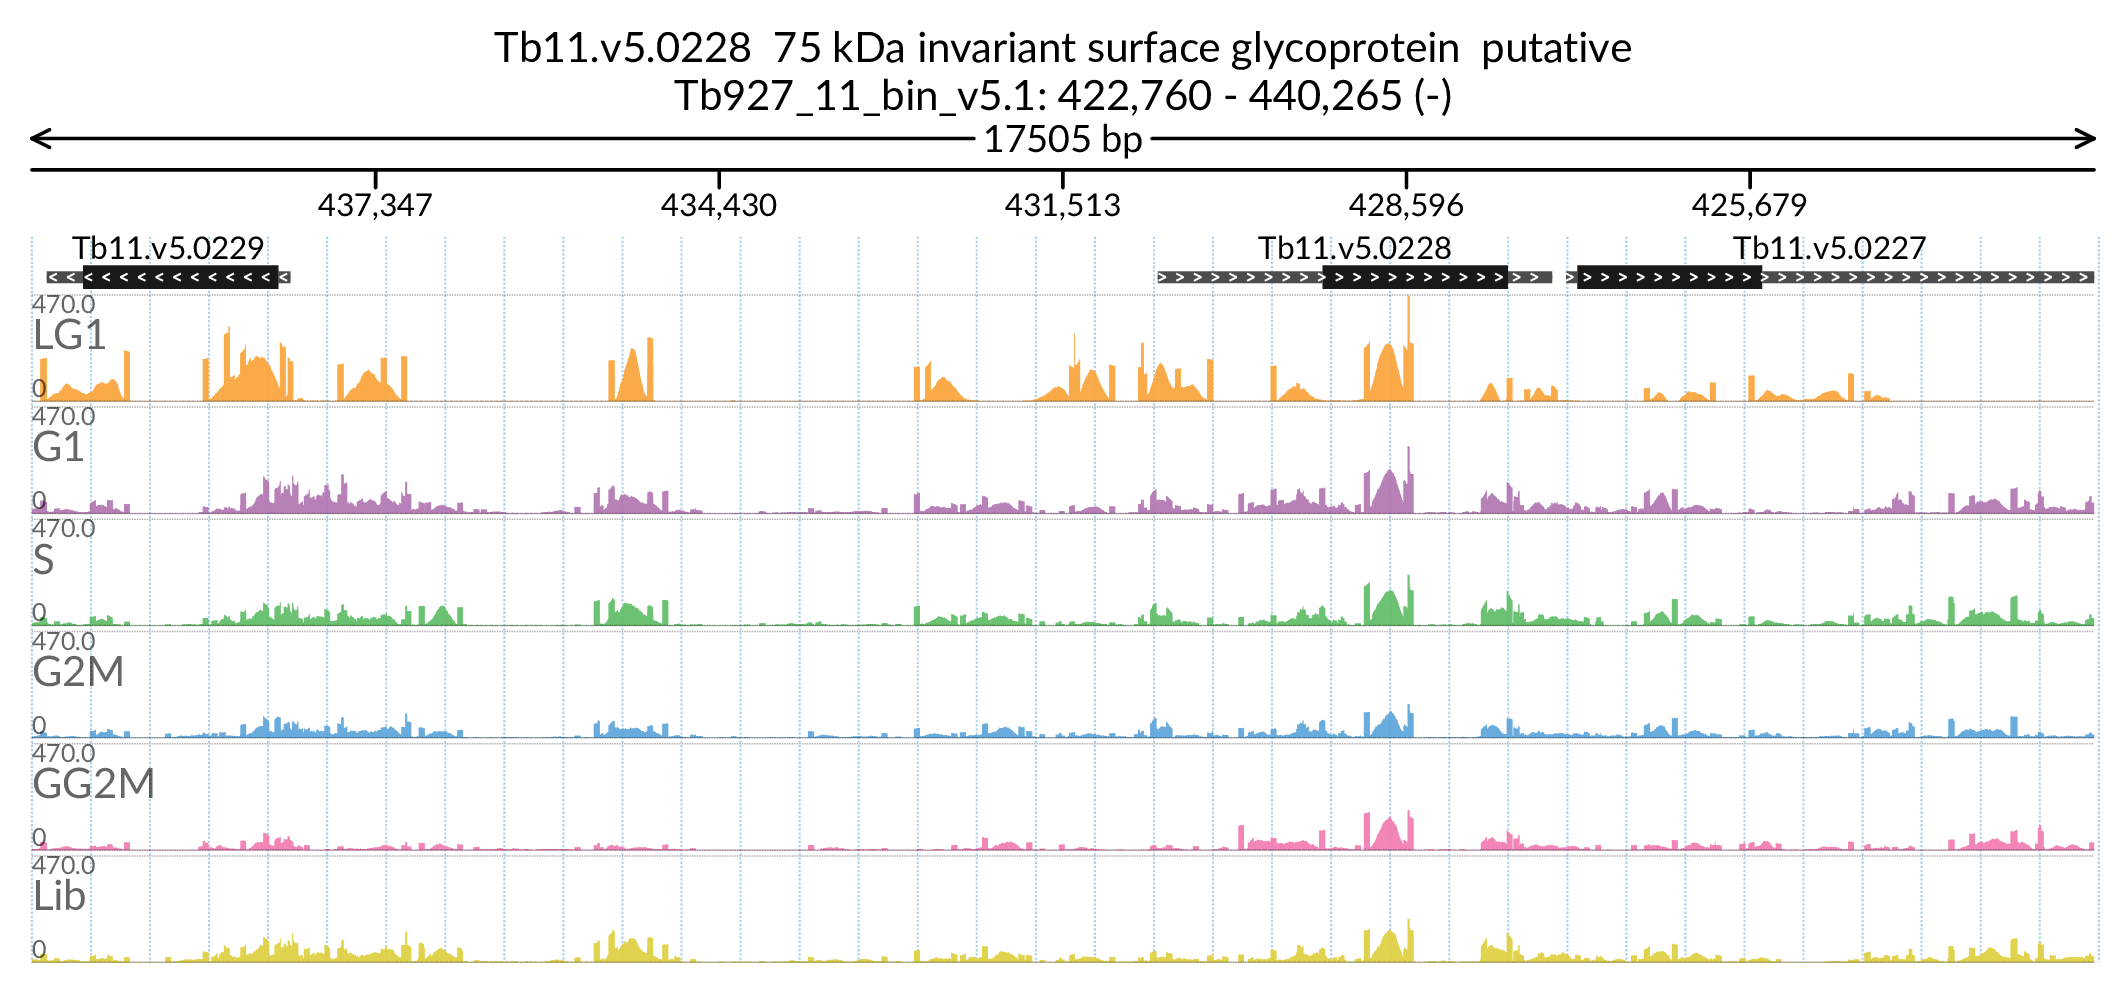 Tb11.v5.0228 75 kDa invariant surface glycoprotein putative
Tb927_11_bin_v5.1: 422,760 - 440,265 (-)
17505 bp
437,347 434,430 431,513 428,596 425,679
Tb11.v5.0229 Tb11.v5.0228 Tb11.v5.0227
470.0
LG1
0
470.0
G1
0
470.0
S
0
470.0
G2M
0
470.0
GG2M
0
470.0
Lib
0